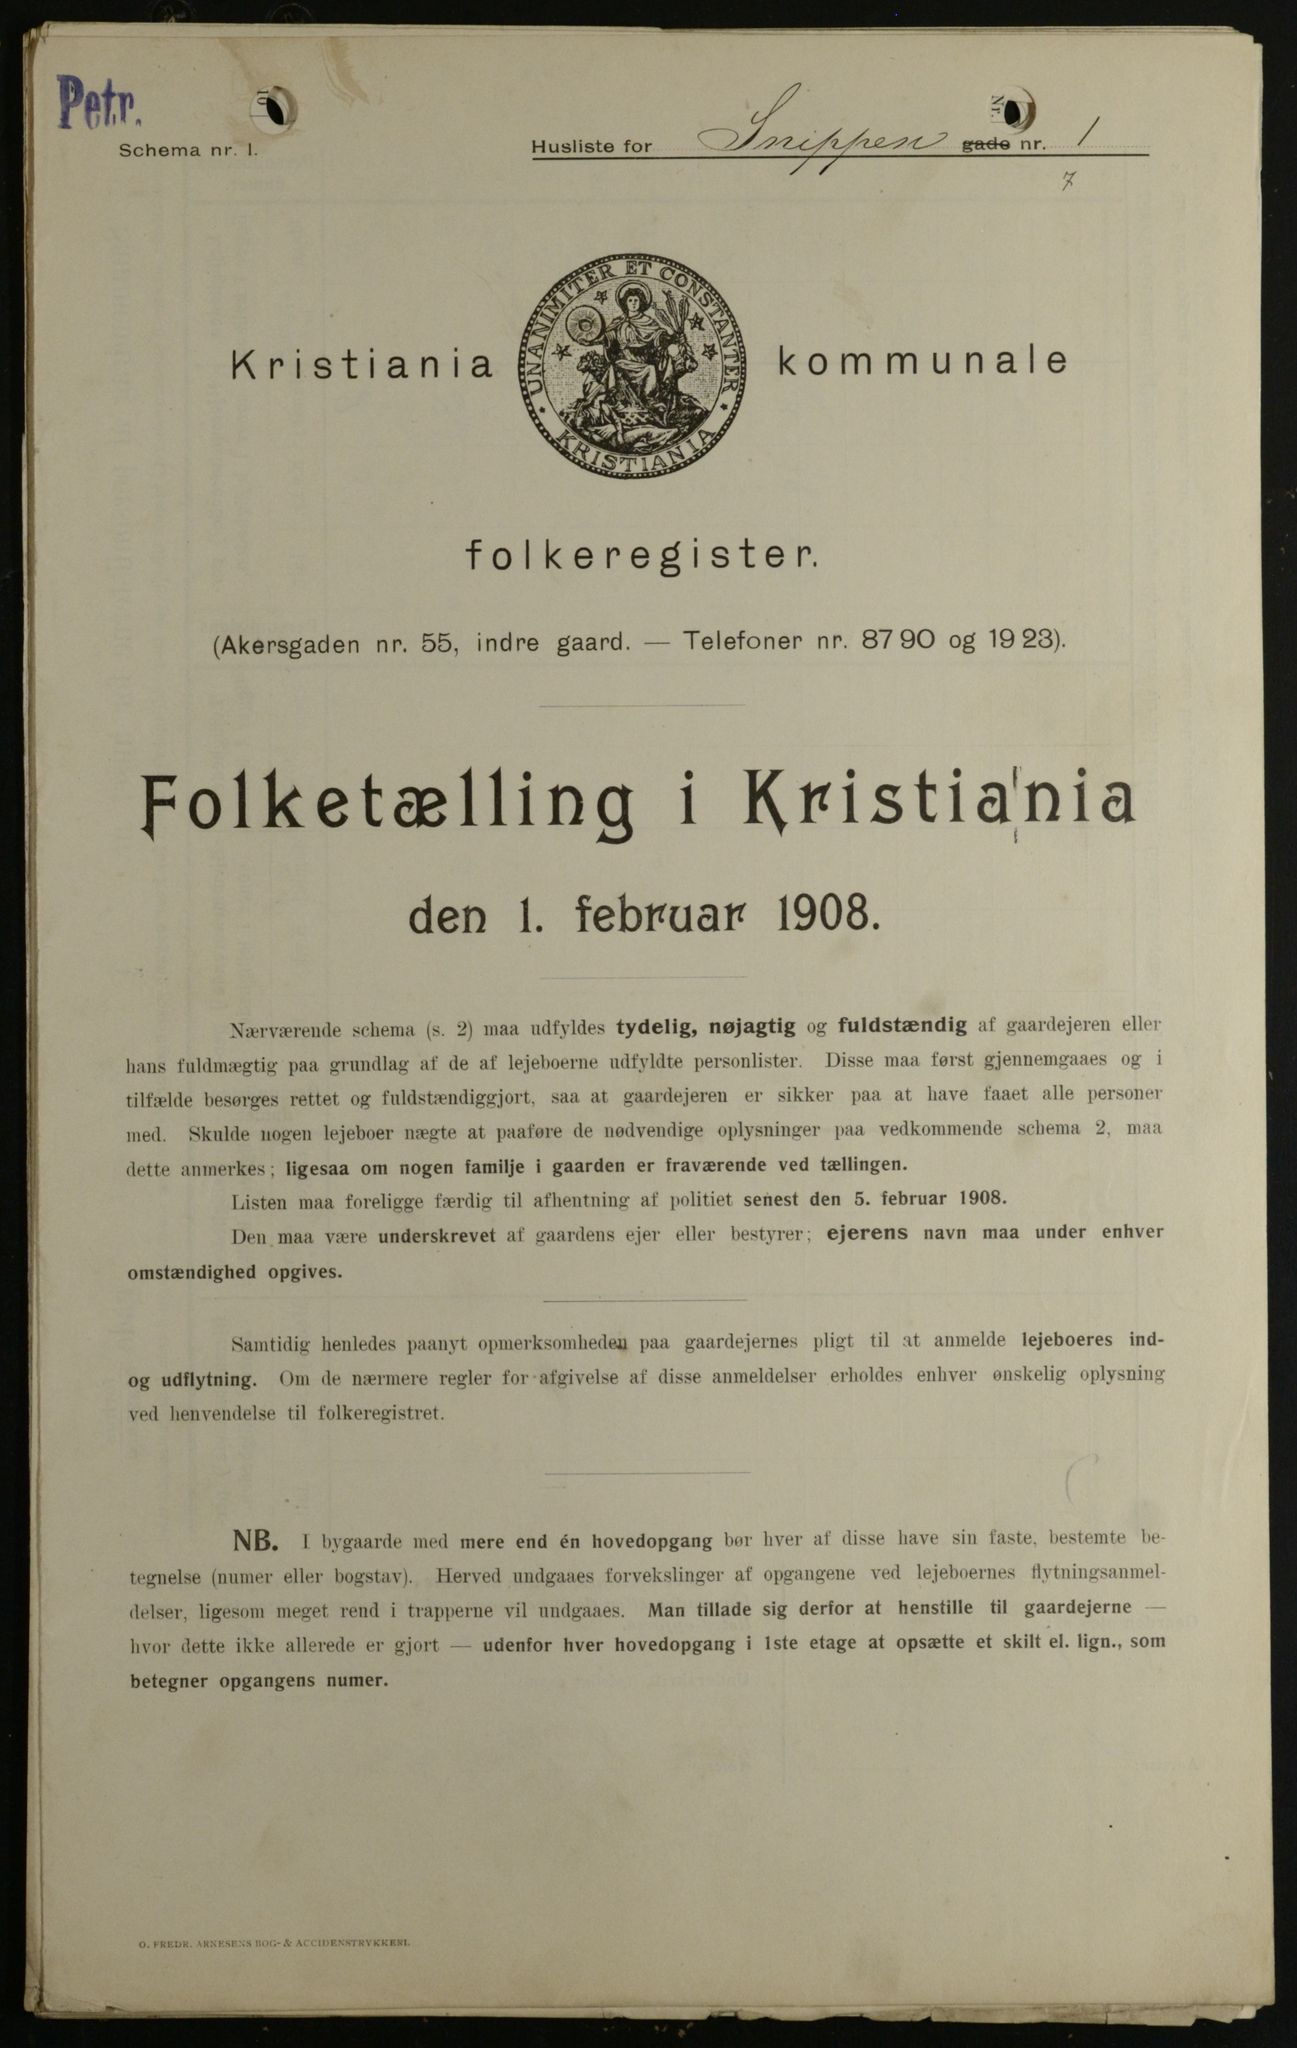 Petr.
Schema nr. 1.
Husliste for Snippen gade nr. 1
7
UNANIMITER ET CONSTANTER
KRISTIANIA
Kristiania kommunale
folkeregister.
(Akersgaden nr. 55, indre gaard. — Telefoner nr. 8790 og 1923).
Folketælling i Kristiania
den 1. februar 1908.
Nærværende schema (s. 2) maa udfyldes tydelig, nøjagtig og fuldstændig af gaardejeren eller
hans fuldmægtig paa grundlag af de af lejeboerne udfyldte personlister. Disse maa først gjennemgaaes og i
tilfælde besørges rettet og fuldstændiggjort, saa at gaardejeren er sikker paa at have faaet alle personer
med. Skulde nogen lejeboer nægte at paaføre de nødvendige oplysninger paa vedkommende schema 2, maa
dette anmerkes; ligesaa om nogen familje i gaarden er fraværende ved tællingen.
Listen maa foreligge færdig til afhentning af politiet senest den 5. februar 1908.
Den maa være underskrevet af gaardens ejer eller bestyrer; ejerens navn maa under enhver
omstændighed opgives.
Samtidig henledes paanyt opmerksomheden paa gaardejernes pligt til at anmelde lejeboeres ind-
og udflytning. Om de nærmere regler for afgivelse af disse anmeldelser erholdes enhver ønskelig oplysning
ved henvendelse til folkeregistret.
NB. I bygaarde med mere end én hovedopgang bør hver af disse have sin faste, bestemte be-
tegnelse (numer eller bogstav). Herved undgaaes forvekslinger af opgangene ved lejeboernes flytningsanmel-
delser, ligesom meget rend i trapperne vil undgaaes. Man tillade sig derfor at henstille til gaardejerne —
hvor dette ikke allerede er gjort — udenfor hver hovedopgang i 1ste etage at opsætte et skilt el. lign., som
betegner opgangens numer.
O. FREDR. ARNESENS BOG- & ACCIDENSTRYKKERI.